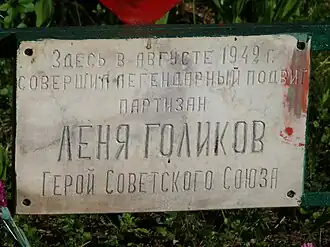 Здесь в августе 1942 г.
совершил легендарный подвиг
партизан
Леня Голиков
Герой Советского Союза